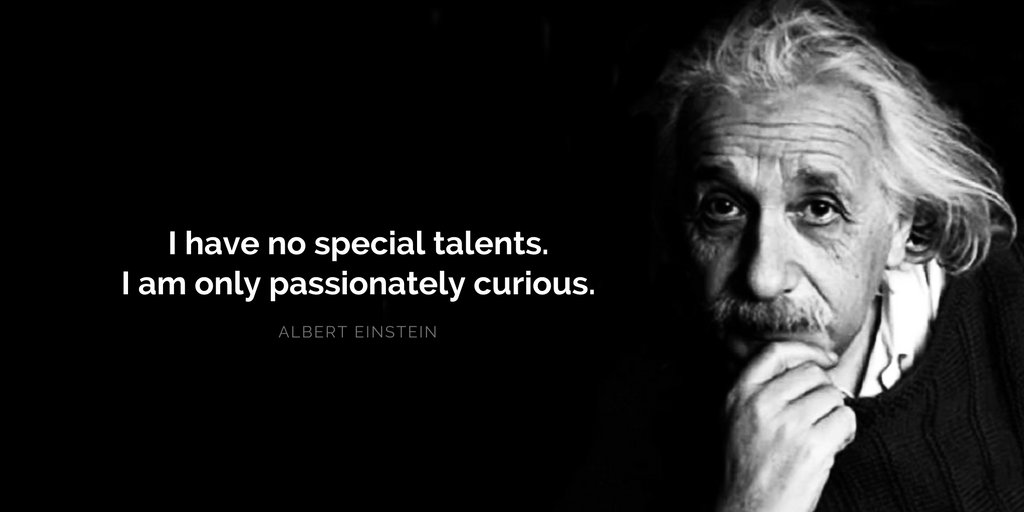 I have no special talents.
I am only passionately curious.
ALBERT EINSTEIN